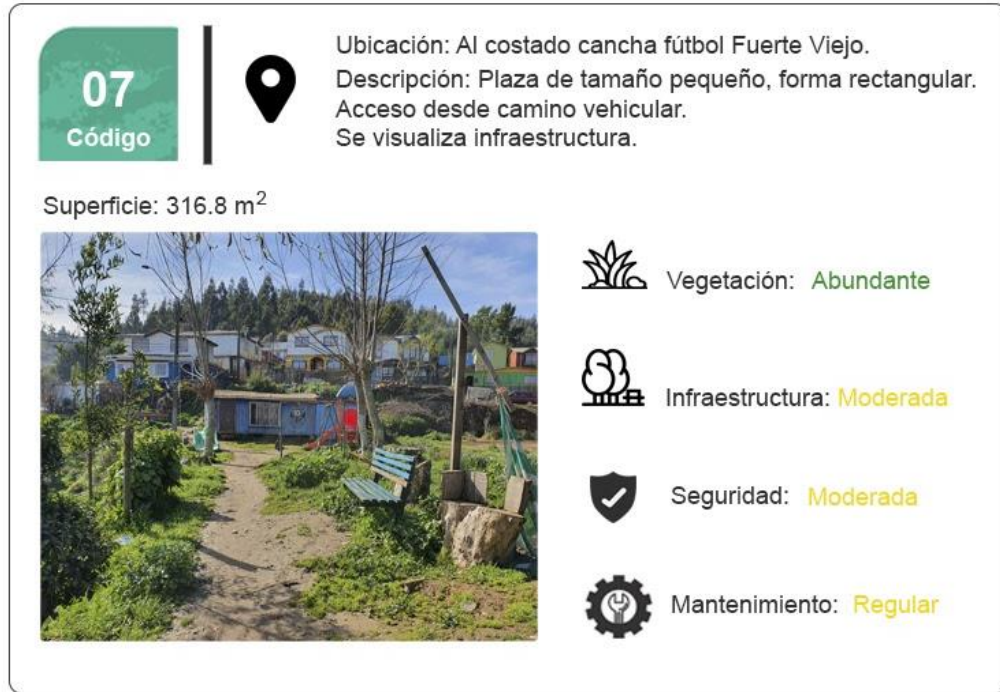 07
Código
Ubicación: Al costado cancha fútbol Fuerte Viejo.
Descripción: Plaza de tamaño pequeño, forma rectangular.
Acceso desde camino vehicular.
Se visualiza infraestructura.
Superficie: 316.8 m²
Vegetación: Abundante
Infraestructura: Moderada
Seguridad: Moderada
Mantenimiento: Regular